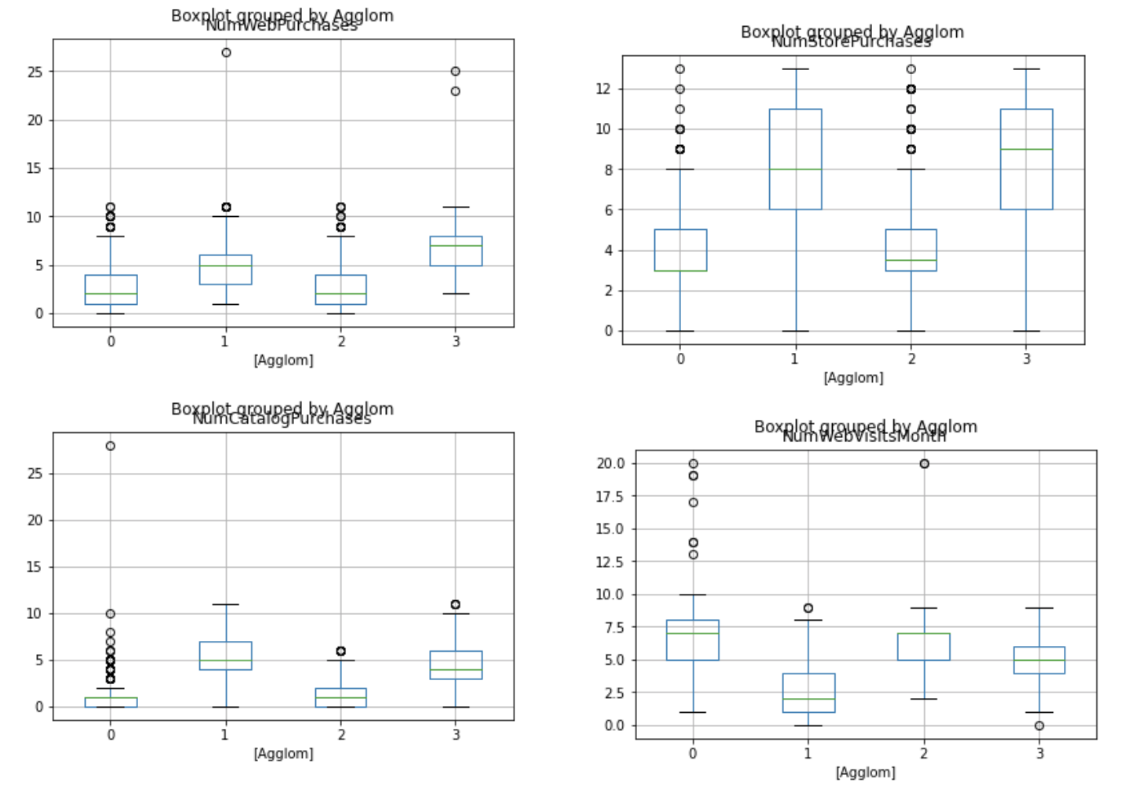 Boxplot grouped by Agglom
NumWebPurchases
25
20
15
10
5
0
0 1 2 3
[Agglom]
Boxplot grouped by Agglom
NumStorePurchases
12
10
8
6
4
2
0
0 1 2 3
[Agglom]
Boxplot grouped by Agglom
NumCatalogPurchases
25
20
15
10
5
0
0 1 2 3
[Agglom]
Boxplot grouped by Agglom
NumWebVisitsMonth
20.0
17.5
15.0
12.5
10.0
7.5
5.0
2.5
0.0
0 1 2 3
[Agglom]